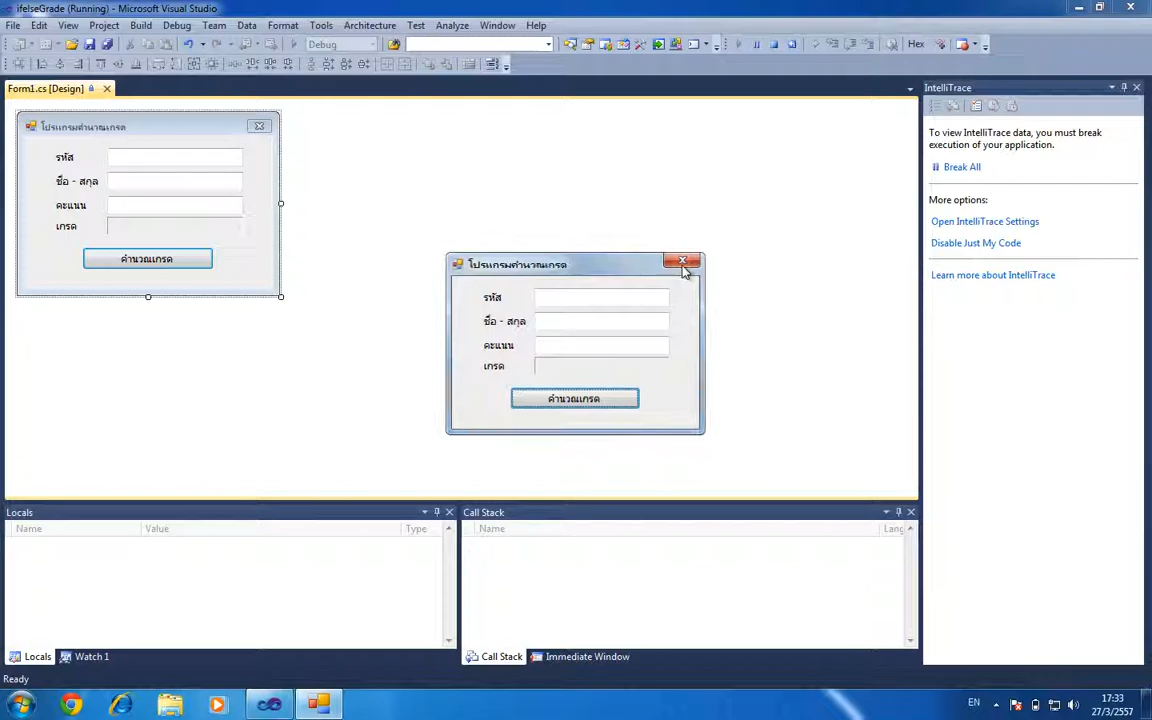 ifelseGrade (Running) - Microsoft Visual Studio
File Edit View Project Build Debug Team Data Format Tools Architecture Test Analyze Window Help
Debug Hex
Form1.cs [Design]
IntelliTrace
โปรแกรมคำนวณเกรด
รหัส
ชื่อ - สกุล
คะแนน
เกรด
คำนวณเกรด
To view IntelliTrace data, you must break
execution of your application.
Break All
More options:
Open IntelliTrace Settings
Disable Just My Code
Learn more about IntelliTrace
โปรแกรมคำนวณเกรด
รหัส
ชื่อ - สกุล
คะแนน
เกรด
คำนวณเกรด
Locals
Name Value Type
Call Stack
Name Lang
Locals Watch 1
Call Stack Immediate Window
Ready
EN
17:33
27/3/2557